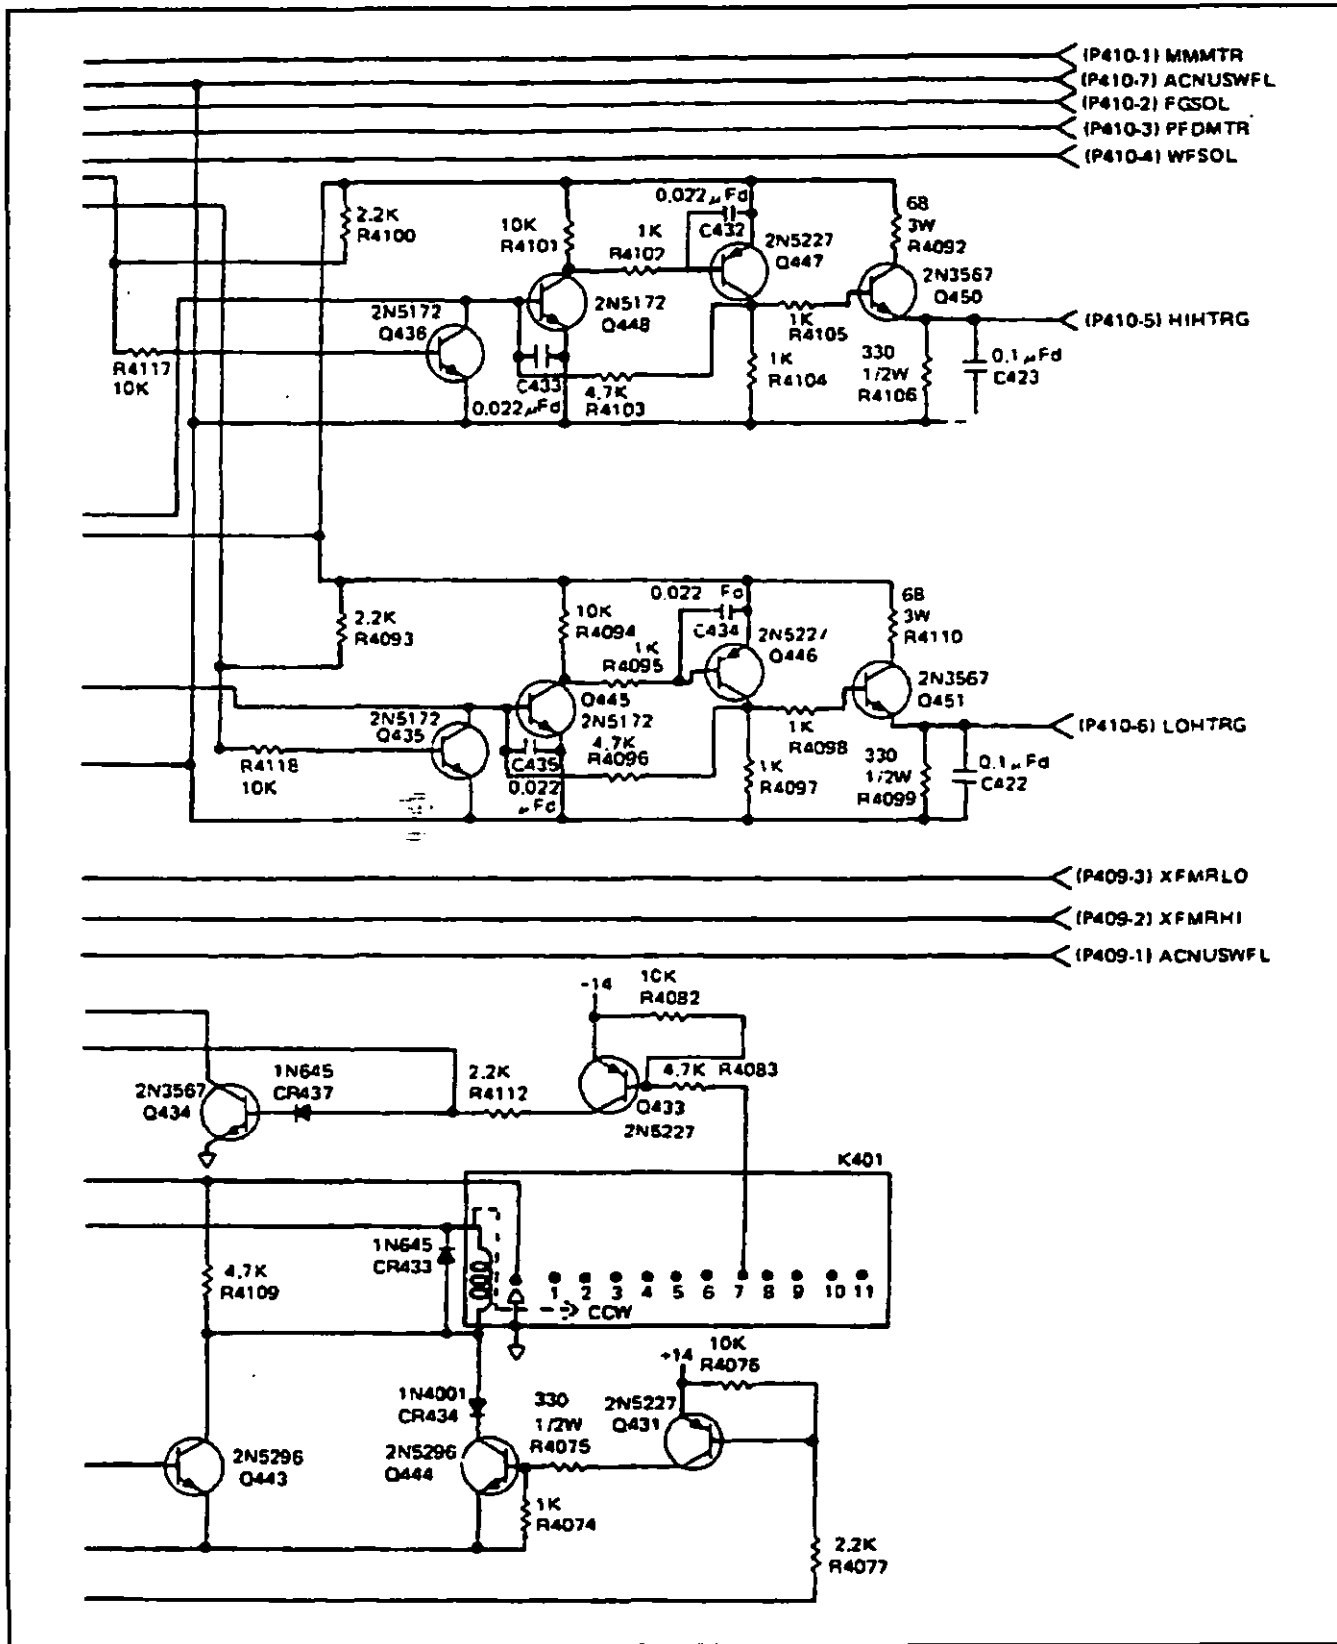 (P410-1) MMMTR
(P410-7) ACNUSWFL
(P410-2) FGSOL
(P410-3) PFDMTR
(P410-4) WFSOL
2.2K
R4100
10K
R4101
1K
R4102
0.022µFd
C432
2N5227
Q447
68
3W
R4092
2N3567
Q450
2N5172
Q436
2N5172
Q448
1K
R4105
(P410-5) HIHTRG
R4117
10K
C433
0.022µFd
4.7K
R4103
1K
R4104
330
1/2W
R4106
0.1µFd
C423
2.2K
R4093
10K
R4094
1K
R4095
0.022 Fd
C434
2N5227
Q446
68
3W
R4110
2N3567
Q451
2N5172
Q435
Q445
2N5172
4.7K
R4096
1K
R4098
(P410-6) LOHTRG
R4118
10K
C435
0.022
µFd
1K
R4097
330
1/2W
R4099
0.1µFd
C422
(P409-3) XFMRLO
(P409-2) XFMRHI
(P409-1) ACNUSWFL
-14
10K
R4082
2N3567
Q434
1N645
CR437
2.2K
R4112
4.7K R4083
Q433
2N5227
K401
1N645
CR433
4.7K
R4109
1 2 3 4 5 6 7 8 9 10 11
CCW
+14
10K
R4076
1N4001
CR434
330
1/2W
R4075
2N5227
Q431
2N5296
Q443
2N5296
Q444
1K
R4074
2.2K
R4077